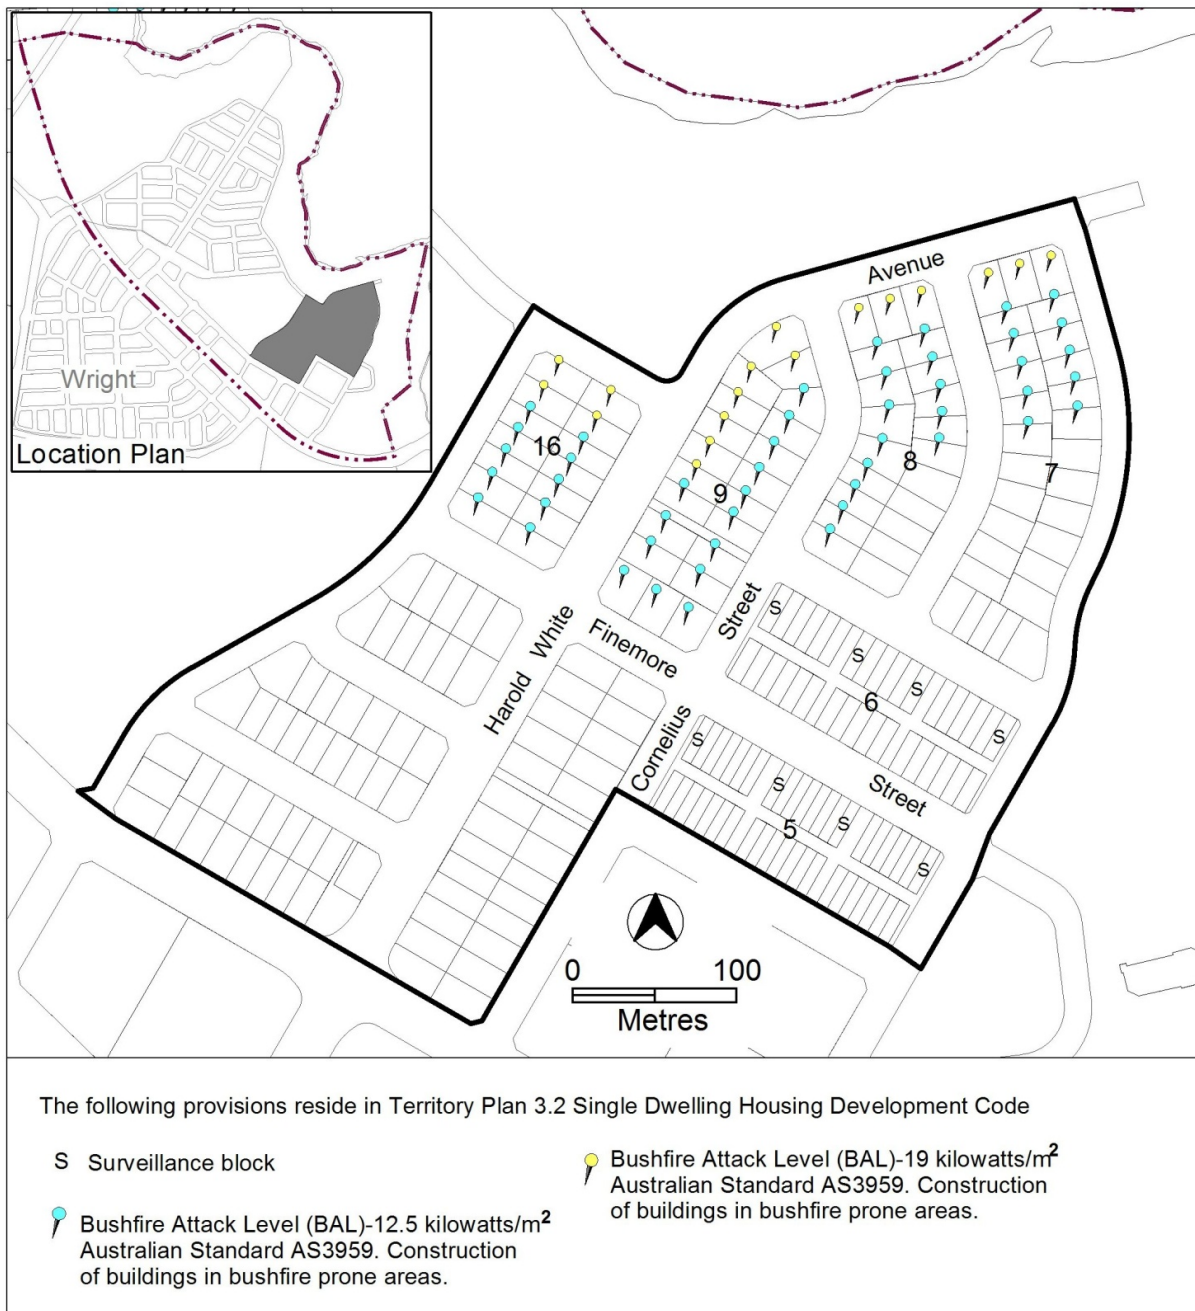 Wright
Location Plan
Avenue
16
9
8
7
Harold White
Finemore
Street
Cornelius
Street
S
S
S
S
6
S
S
S
S
5
0 100
Metres
The following provisions reside in Territory Plan 3.2 Single Dwelling Housing Development Code
S Surveillance block
Bushfire Attack Level (BAL)-12.5 kilowatts/m²
Australian Standard AS3959. Construction
of buildings in bushfire prone areas.
Bushfire Attack Level (BAL)-19 kilowatts/m²
Australian Standard AS3959. Construction
of buildings in bushfire prone areas.